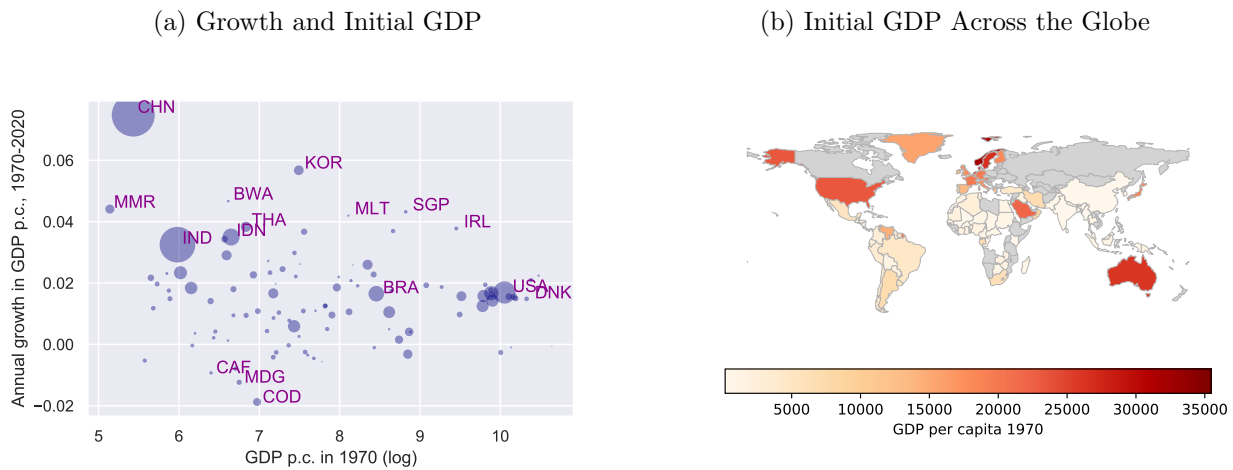 (a) Growth and Initial GDP
Annual growth in GDP p.c., 1970-2020
0.06
0.04
0.02
0.00
−0.02
CHN
KOR
MMR
BWA
MLT
SGP
THA
IRL
IDN
IND
BRA
USA
DNK
CAF
MDG
COD
5 6 7 8 9 10
GDP p.c. in 1970 (log)
(b) Initial GDP Across the Globe
5000 10000 15000 20000 25000 30000 35000
GDP per capita 1970